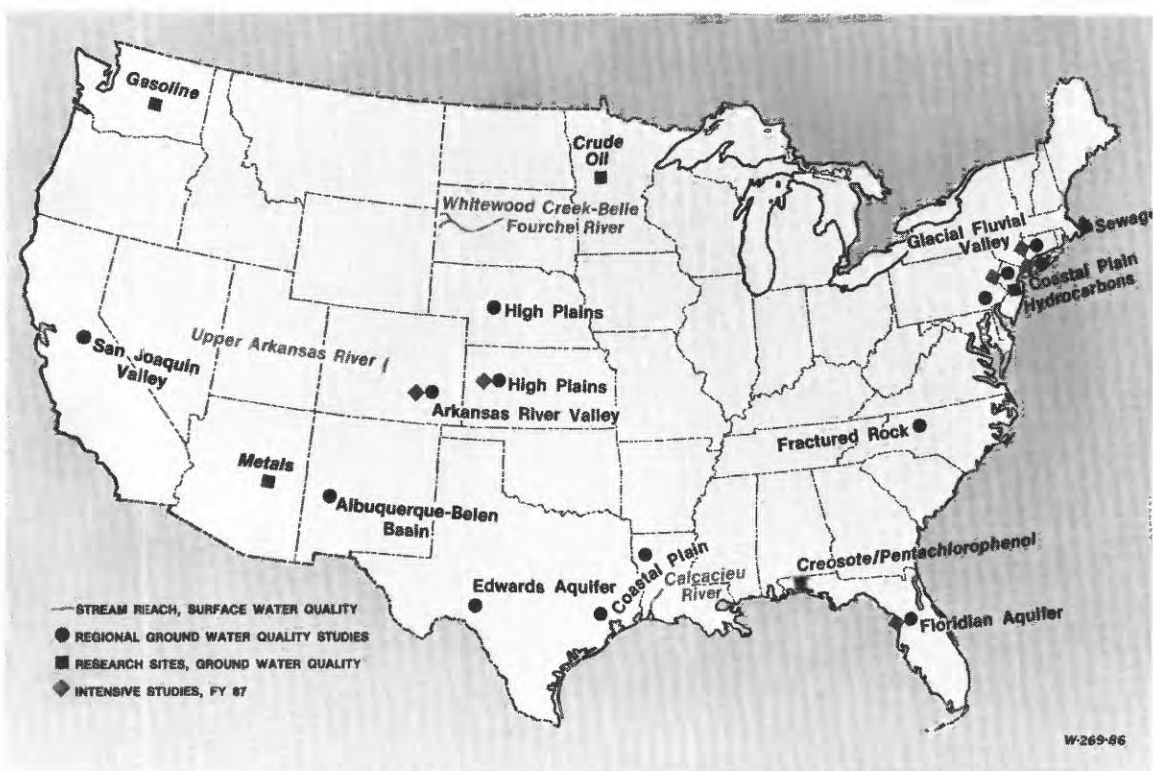 Gasoline
Crude
Oil
Whitewood Creek-Belle
Fourche River
Glacial Fluvial
Valley
Sewage
Coastal Plain
Hydrocarbons
High Plains
San Joaquin
Valley
Upper Arkansas River
High Plains
Arkansas River Valley
Fractured Rock
Metals
Albuquerque-Belen
Basin
Edwards Aquifer
Coastal Plain
Calcacieu
River
Creosote/Pentachlorophenol
Floridian Aquifer
STREAM REACH, SURFACE WATER QUALITY
REGIONAL GROUND WATER QUALITY STUDIES
RESEARCH SITES, GROUND WATER QUALITY
INTENSIVE STUDIES, FY 87
W-269-86